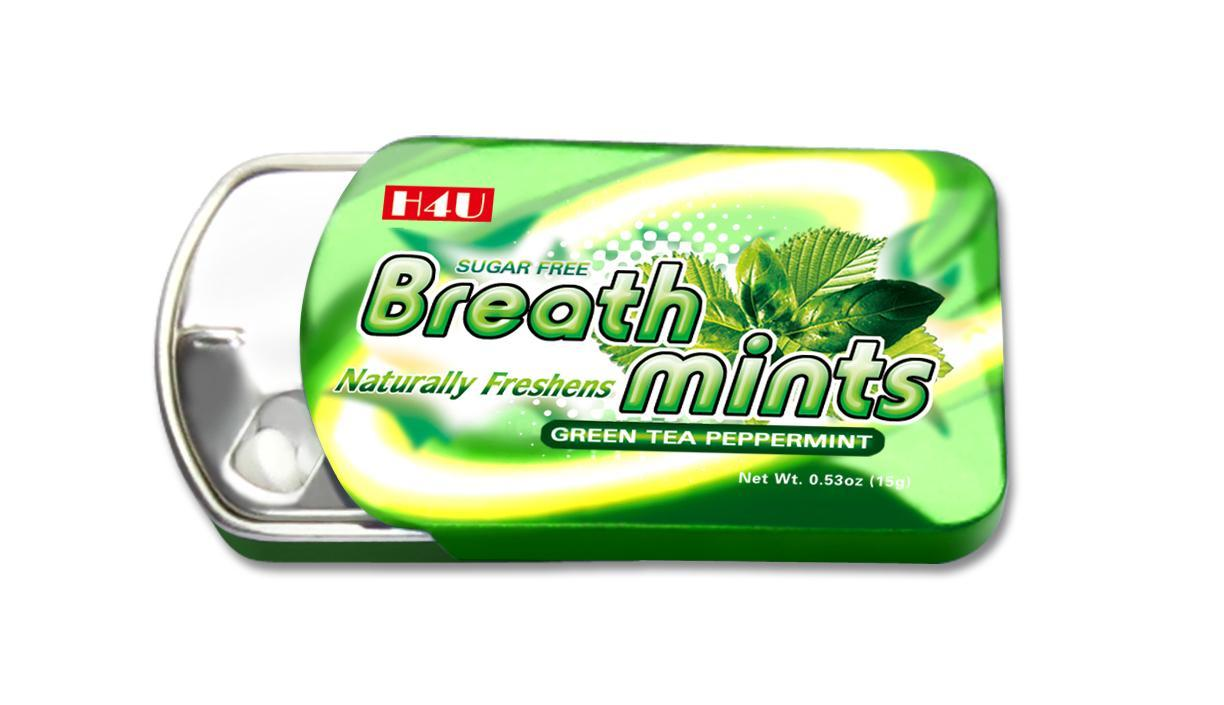 H4U
SUGAR FREE
Breath
mints
Naturally Freshens
GREEN TEA PEPPERMINT
Net Wt. 0.53oz (15g)